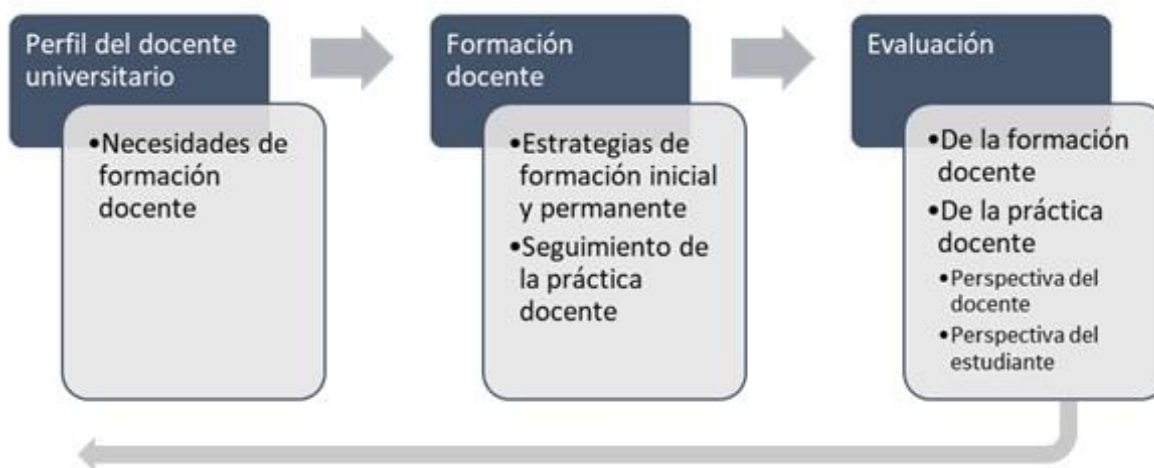 Perfil del docente
universitario
•Necesidades de
formación
docente
Formación
docente
•Estrategias de
formación inicial
y permanente
•Seguimiento de
la práctica
docente
Evaluación
•De la formación
docente
•De la práctica
docente
•Perspectiva del
docente
•Perspectiva del
estudiante